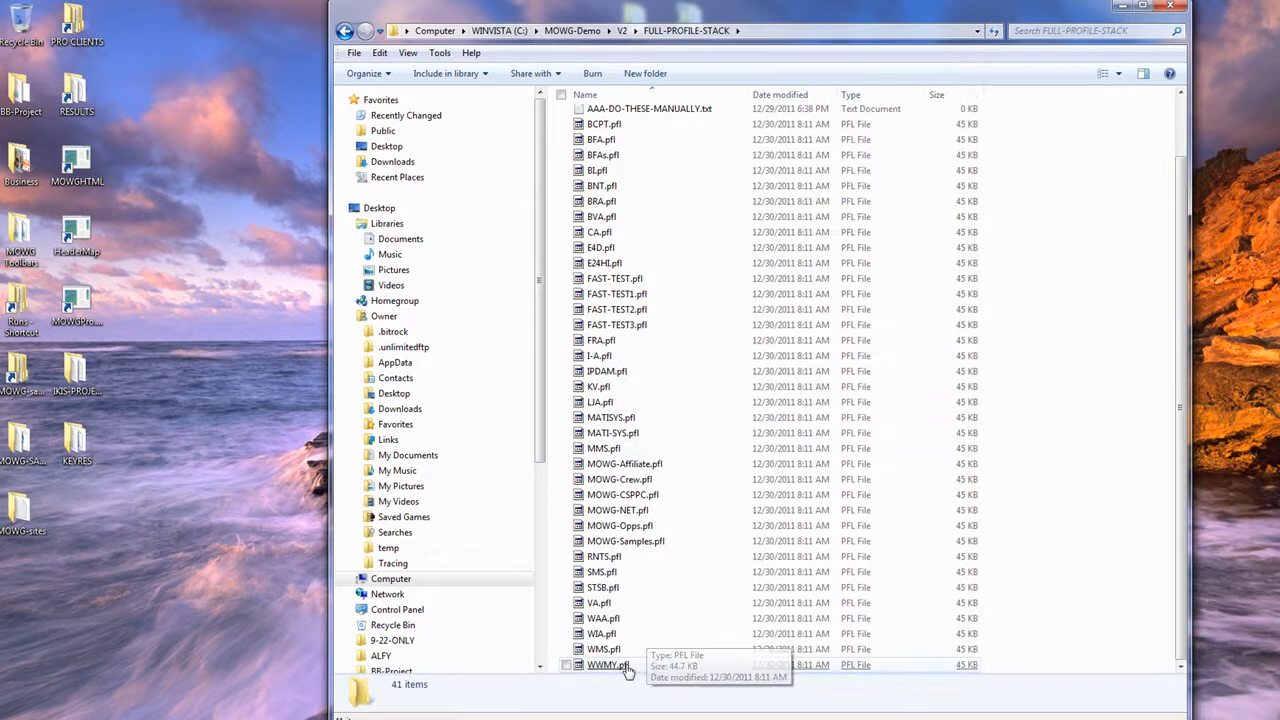 Recycle Bin
PRO CLIENTS
BB-Project
RESULTS
Business
MOWGHTML
MOWG
Toolbars
HeaderMap
Runs -
Shortcut
MOWGPro...
MOWG-sa...
IKIS-PROJE...
MOWG-SA...
KEYRES
MOWG-sites
Computer
WINVISTA (C:)
MOWG-Demo
V2
FULL-PROFILE-STACK
Search FULL-PROFILE-STACK
File Edit View Tools Help
Organize Include in library Share with Burn New folder
Favorites
Recently Changed
Public
Desktop
Downloads
Recent Places
Desktop
Libraries
Documents
Music
Pictures
Videos
Homegroup
Owner
.bitrock
.unlimitedftp
AppData
Contacts
Desktop
Downloads
Favorites
Links
My Documents
My Music
My Pictures
My Videos
Saved Games
Searches
temp
Tracing
Computer
Network
Control Panel
Recycle Bin
9-22-ONLY
ALFY
BB-Project
Name Date modified Type Size
AAA-DO-THESE-MANUALLY.txt 12/29/2011 6:38 PM Text Document 0 KB
BCPT.pfl 12/30/2011 8:11 AM PFL File 45 KB
BFA.pfl 12/30/2011 8:11 AM PFL File 45 KB
BFAs.pfl 12/30/2011 8:11 AM PFL File 45 KB
BI.pfl 12/30/2011 8:11 AM PFL File 45 KB
BNT.pfl 12/30/2011 8:11 AM PFL File 45 KB
BRA.pfl 12/30/2011 8:11 AM PFL File 45 KB
BVA.pfl 12/30/2011 8:11 AM PFL File 45 KB
CA.pfl 12/30/2011 8:11 AM PFL File 45 KB
E4D.pfl 12/30/2011 8:11 AM PFL File 45 KB
E24HI.pfl 12/30/2011 8:11 AM PFL File 45 KB
FAST-TEST.pfl 12/30/2011 8:11 AM PFL File 45 KB
FAST-TEST1.pfl 12/30/2011 8:11 AM PFL File 45 KB
FAST-TEST2.pfl 12/30/2011 8:11 AM PFL File 45 KB
FAST-TEST3.pfl 12/30/2011 8:11 AM PFL File 45 KB
FRA.pfl 12/30/2011 8:11 AM PFL File 45 KB
I-A.pfl 12/30/2011 8:11 AM PFL File 45 KB
IPDAM.pfl 12/30/2011 8:11 AM PFL File 45 KB
KV.pfl 12/30/2011 8:11 AM PFL File 45 KB
LJA.pfl 12/30/2011 8:11 AM PFL File 45 KB
MATISYS.pfl 12/30/2011 8:11 AM PFL File 45 KB
MATI-SYS.pfl 12/30/2011 8:11 AM PFL File 45 KB
MMS.pfl 12/30/2011 8:11 AM PFL File 45 KB
MOWG-Affiliate.pfl 12/30/2011 8:11 AM PFL File 45 KB
MOWG-Crew.pfl 12/30/2011 8:11 AM PFL File 45 KB
MOWG-CSPPC.pfl 12/30/2011 8:11 AM PFL File 45 KB
MOWG-NET.pfl 12/30/2011 8:11 AM PFL File 45 KB
MOWG-Opps.pfl 12/30/2011 8:11 AM PFL File 45 KB
MOWG-Samples.pfl 12/30/2011 8:11 AM PFL File 45 KB
RNTS.pfl 12/30/2011 8:11 AM PFL File 45 KB
SMS.pfl 12/30/2011 8:11 AM PFL File 45 KB
STSB.pfl 12/30/2011 8:11 AM PFL File 45 KB
VA.pfl 12/30/2011 8:11 AM PFL File 45 KB
WAA.pfl 12/30/2011 8:11 AM PFL File 45 KB
WIA.pfl 12/30/2011 8:11 AM PFL File 45 KB
WMS.pfl PFL File 45 KB
WWMY.pfl PFL File 45 KB
Type: PFL File
Size: 44.7 KB
Date modified: 12/30/2011 8:11 AM
41 items